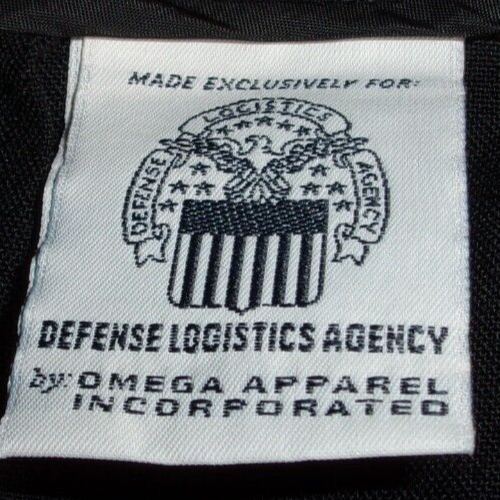 MADE EXCLUSIVELY FOR:
DEFENSE LOGISTICS AGENCY
DEFENSE LOGISTICS AGENCY
by: OMEGA APPAREL
INCORPORATED